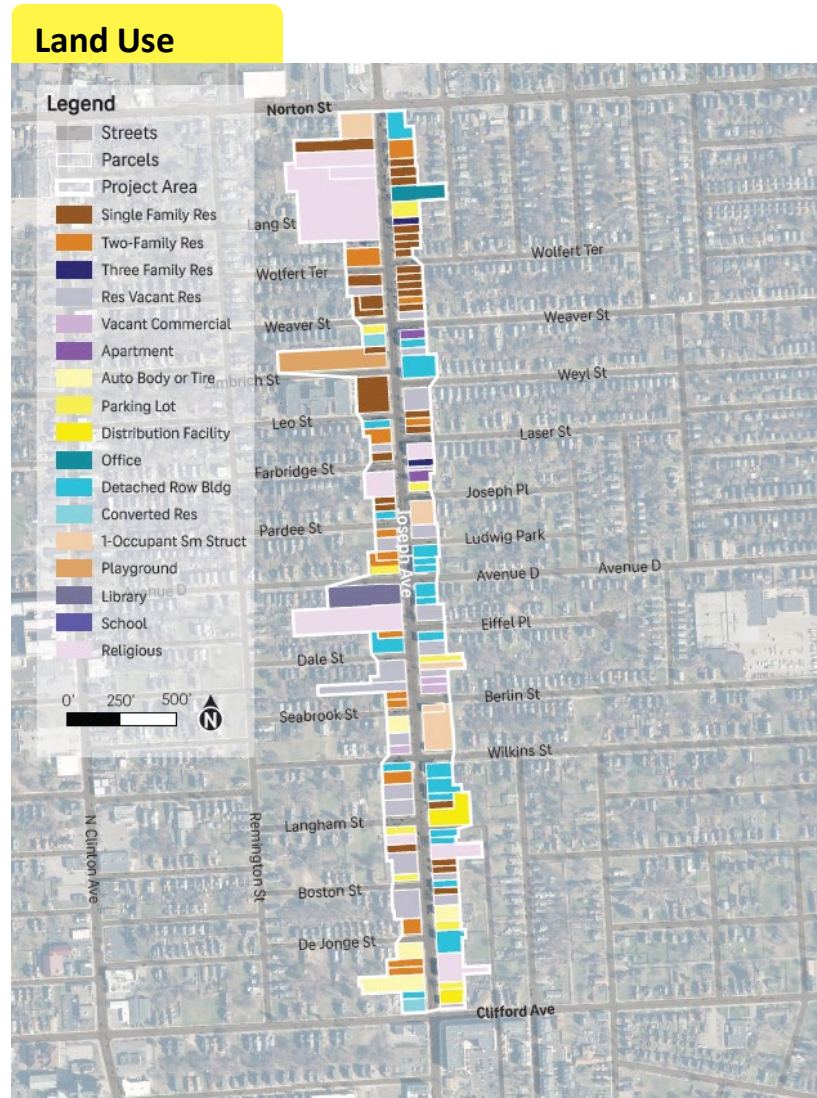 Land Use
Legend
Streets
Parcels
Project Area
Single Family Res
Two-Family Res
Three Family Res
Res Vacant Res
Vacant Commercial
Apartment
Auto Body or Tire
Parking Lot
Distribution Facility
Office
Detached Row Bldg
Converted Res
1-Occupant Sm Struct
Playground
Library
School
Religious
0' 250' 500'
N
Norton St
Lang St
Wolfert Ter
Wolfert Ter
Weaver St
Weaver St
Zimbrich St
Weyl St
Leo St
Laser St
Farbridge St
Joseph Pl
Pardee St
Joseph Ave
Ludwig Park
Avenue D
Avenue D
Avenue D
Eiffel Pl
Dale St
Berlin St
Seabrook St
Wilkins St
N Clinton Ave
Remington St
Langham St
Boston St
De Jonge St
Clifford Ave